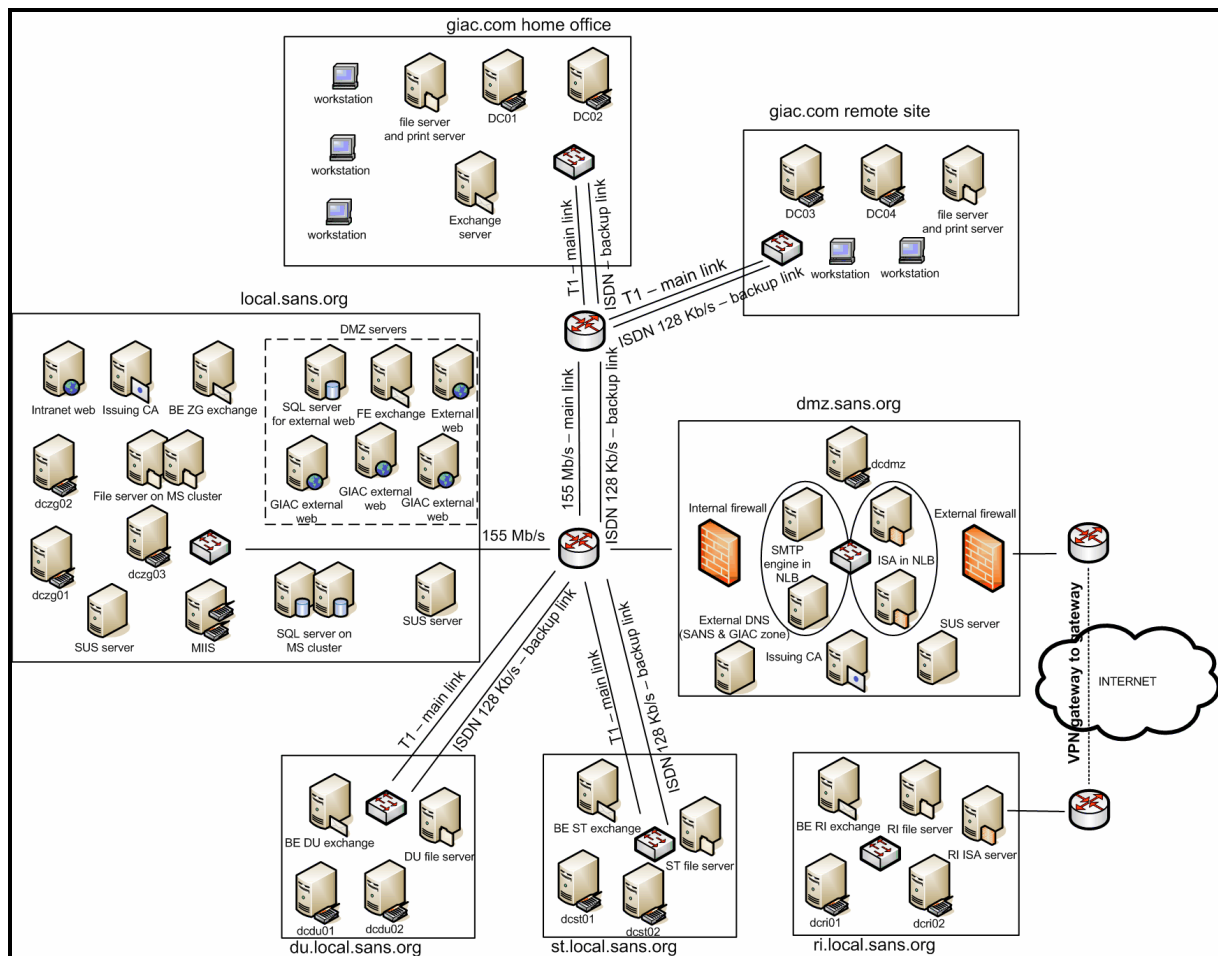 giac.com home office
workstation
file server
and print server
DC01
DC02
workstation
workstation
Exchange
server
T1 – main link
ISDN – backup link
giac.com remote site
DC03
DC04
file server
and print server
workstation
workstation
T1 – main link
ISDN 128 Kb/s – backup link
local.sans.org
DMZ servers
Intranet web
Issuing CA
BE ZG exchange
SQL server
for external web
FE exchange
External
web
dczg02
File server on MS cluster
GIAC external
web
GIAC external
web
GIAC external
web
dczg01
dczg03
SUS server
MIIS
SQL server on
MS cluster
SUS server
155 Mb/s
155 Mb/s – main link
ISDN 128 Kb/s – backup link
dmz.sans.org
dcdmz
Internal firewall
External firewall
SMTP
engine in
NLB
ISA in NLB
External DNS
(SANS & GIAC zone)
Issuing CA
SUS server
INTERNET
VPN gateway to gateway
T1 – main link
ISDN 128 Kb/s – backup link
T1 – main link
ISDN 128 Kb/s – backup link
BE DU exchange
DU file server
dcdu01
dcdu02
du.local.sans.org
BE ST exchange
ST file server
dcst01
dcst02
st.local.sans.org
BE RI exchange
RI file server
RI ISA server
dcri01
dcri02
ri.local.sans.org